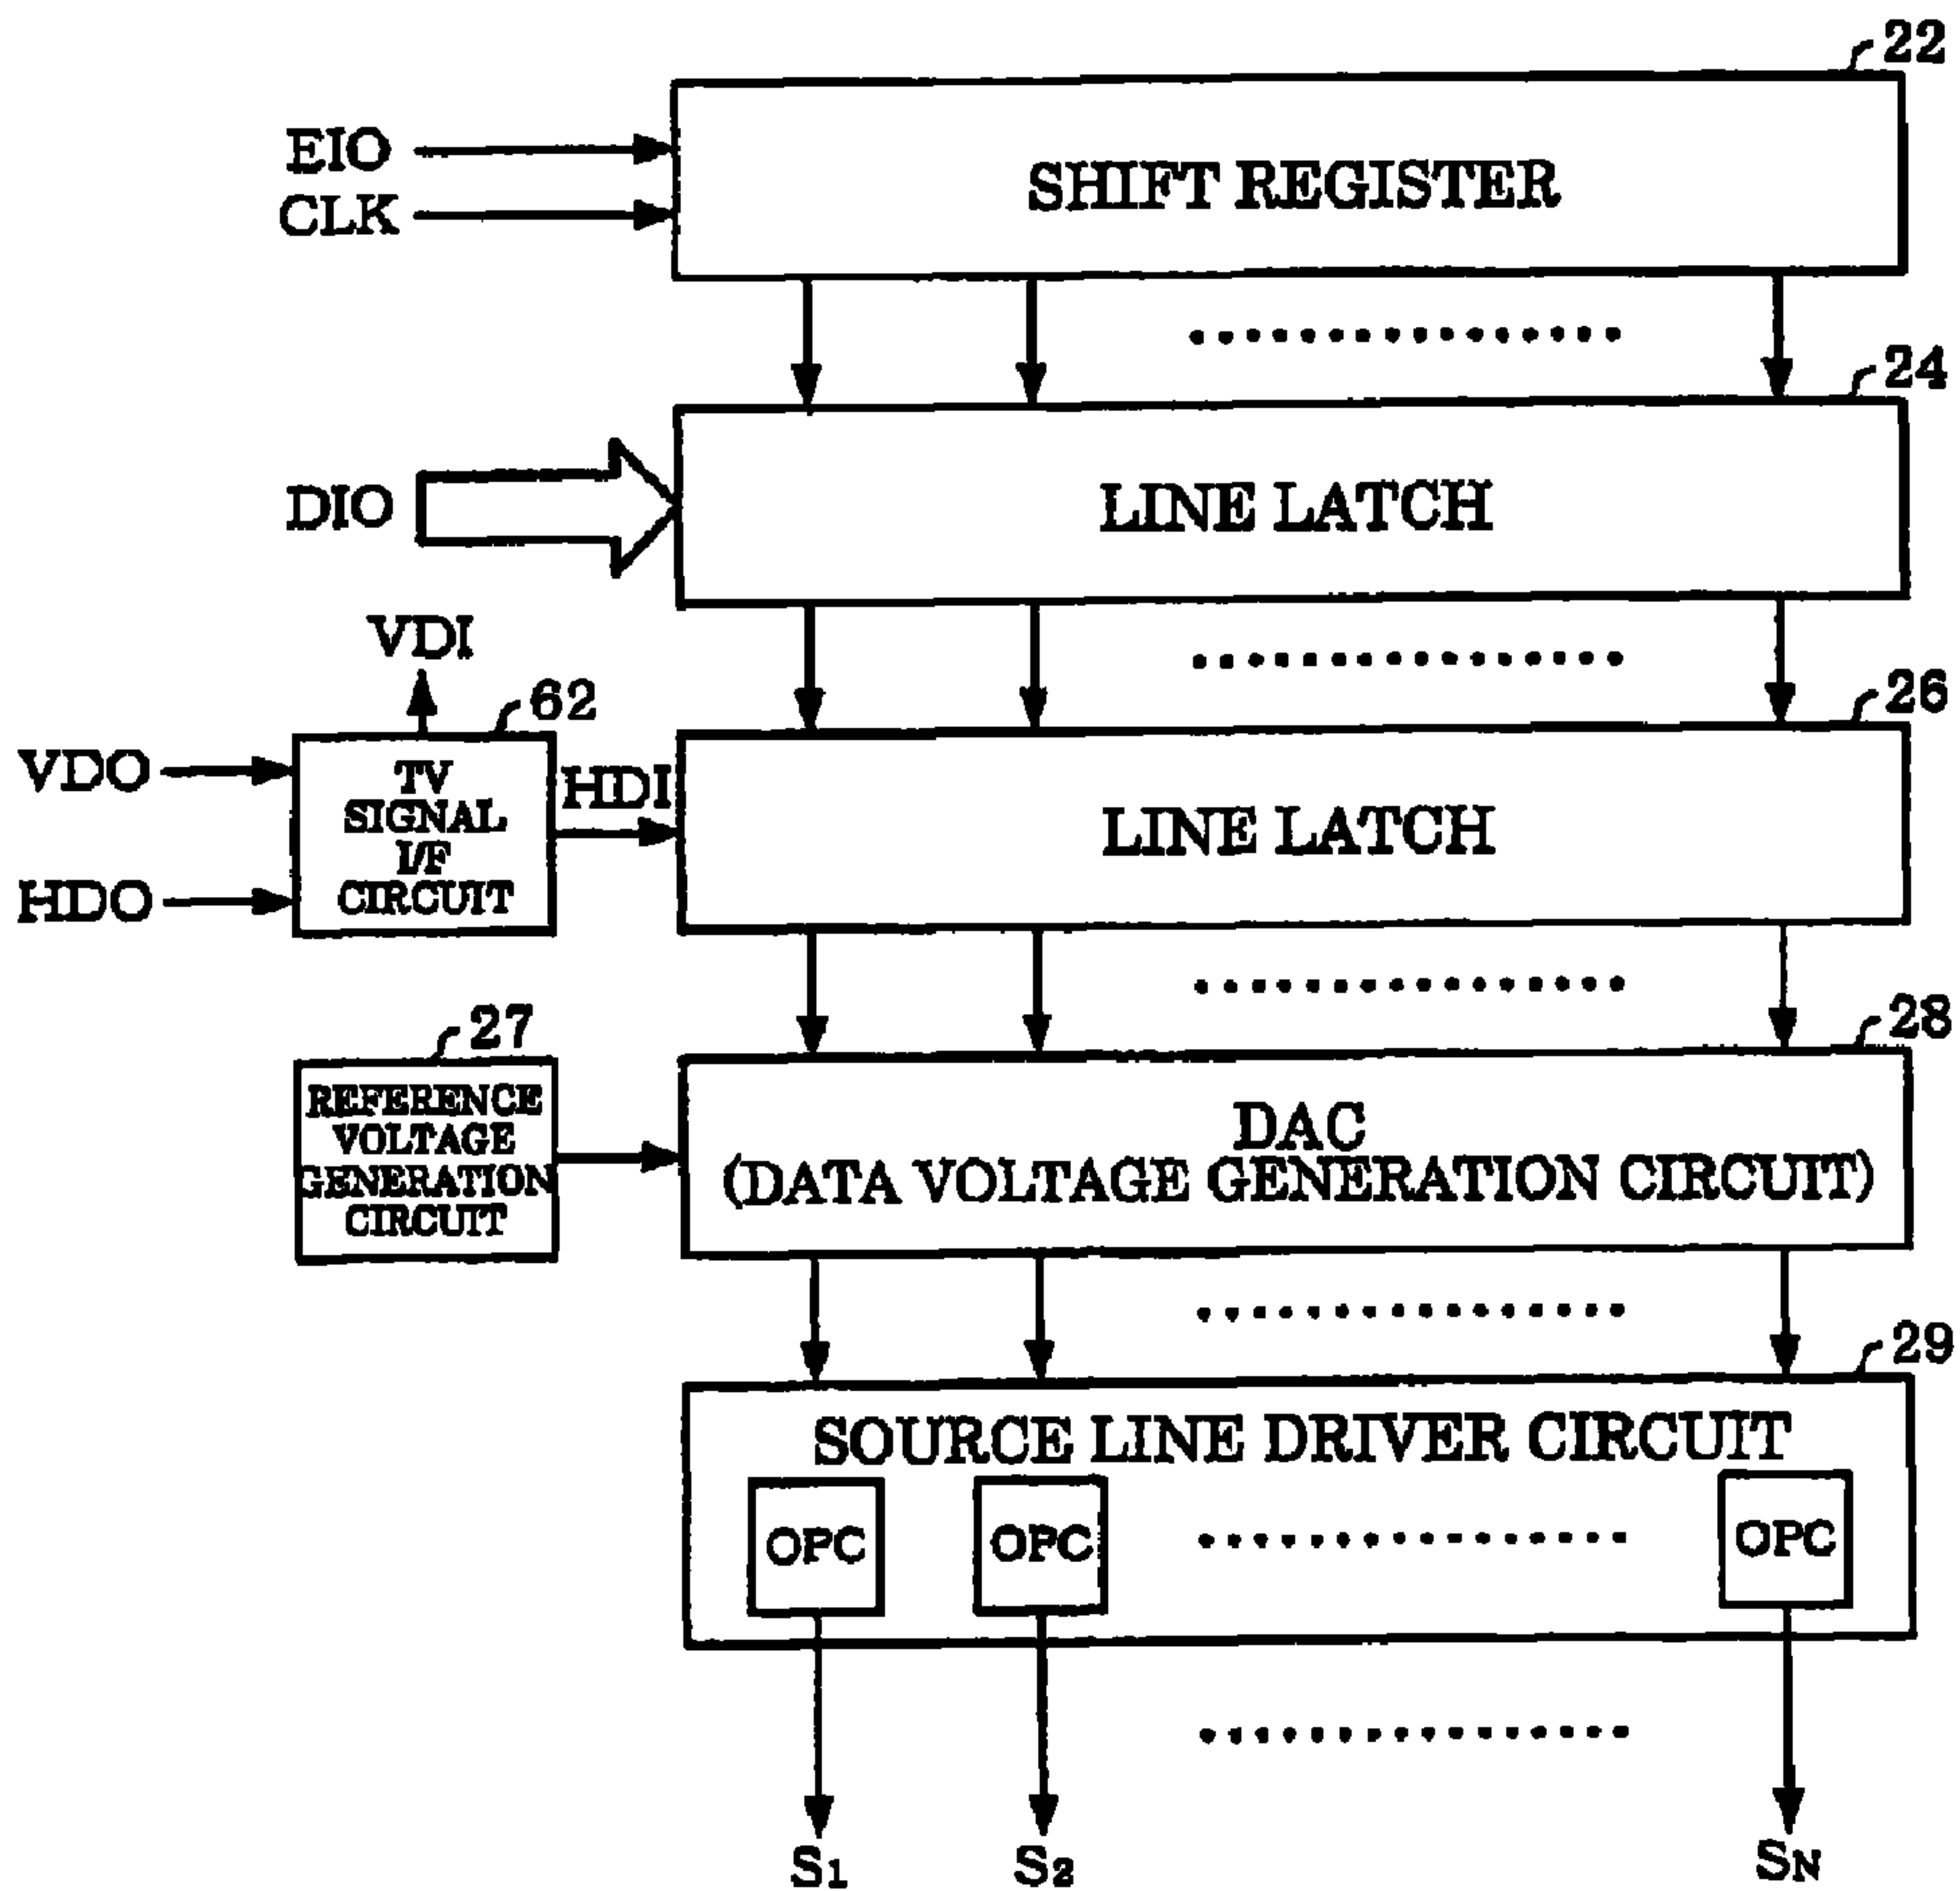 22
EIO
SHIFT REGISTER
CLK
24
DIO
LINE LATCH
VDI
62
26
VDO
TV
SIGNAL
I/F
CIRCUIT
HDI
LINE LATCH
HDO
27
28
REFERENCE
VOLTAGE
GENERATION
CIRCUIT
DAC
(DATA VOLTAGE GENERATION CIRCUIT)
29
SOURCE LINE DRIVER CIRCUIT
OPC OPC OPC
S1 S2 SN